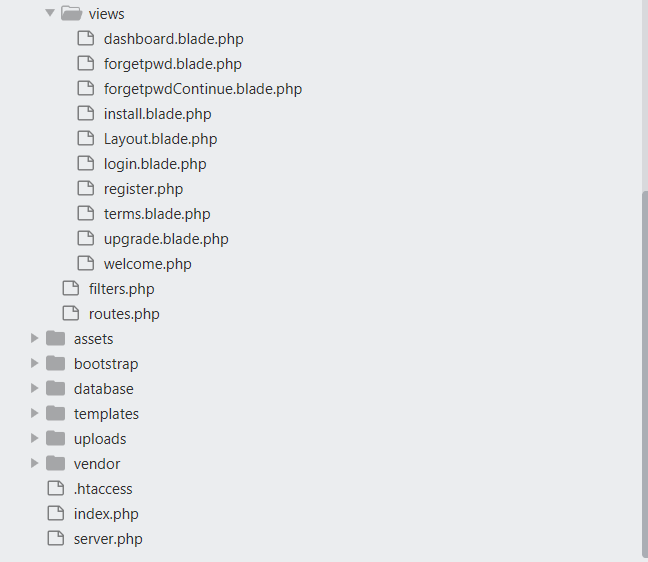 views
dashboard.blade.php
forgetpwd.blade.php
forgetpwdContinue.blade.php
install.blade.php
Layout.blade.php
login.blade.php
register.php
terms.blade.php
upgrade.blade.php
welcome.php
filters.php
routes.php
assets
bootstrap
database
templates
uploads
vendor
.htaccess
index.php
server.php